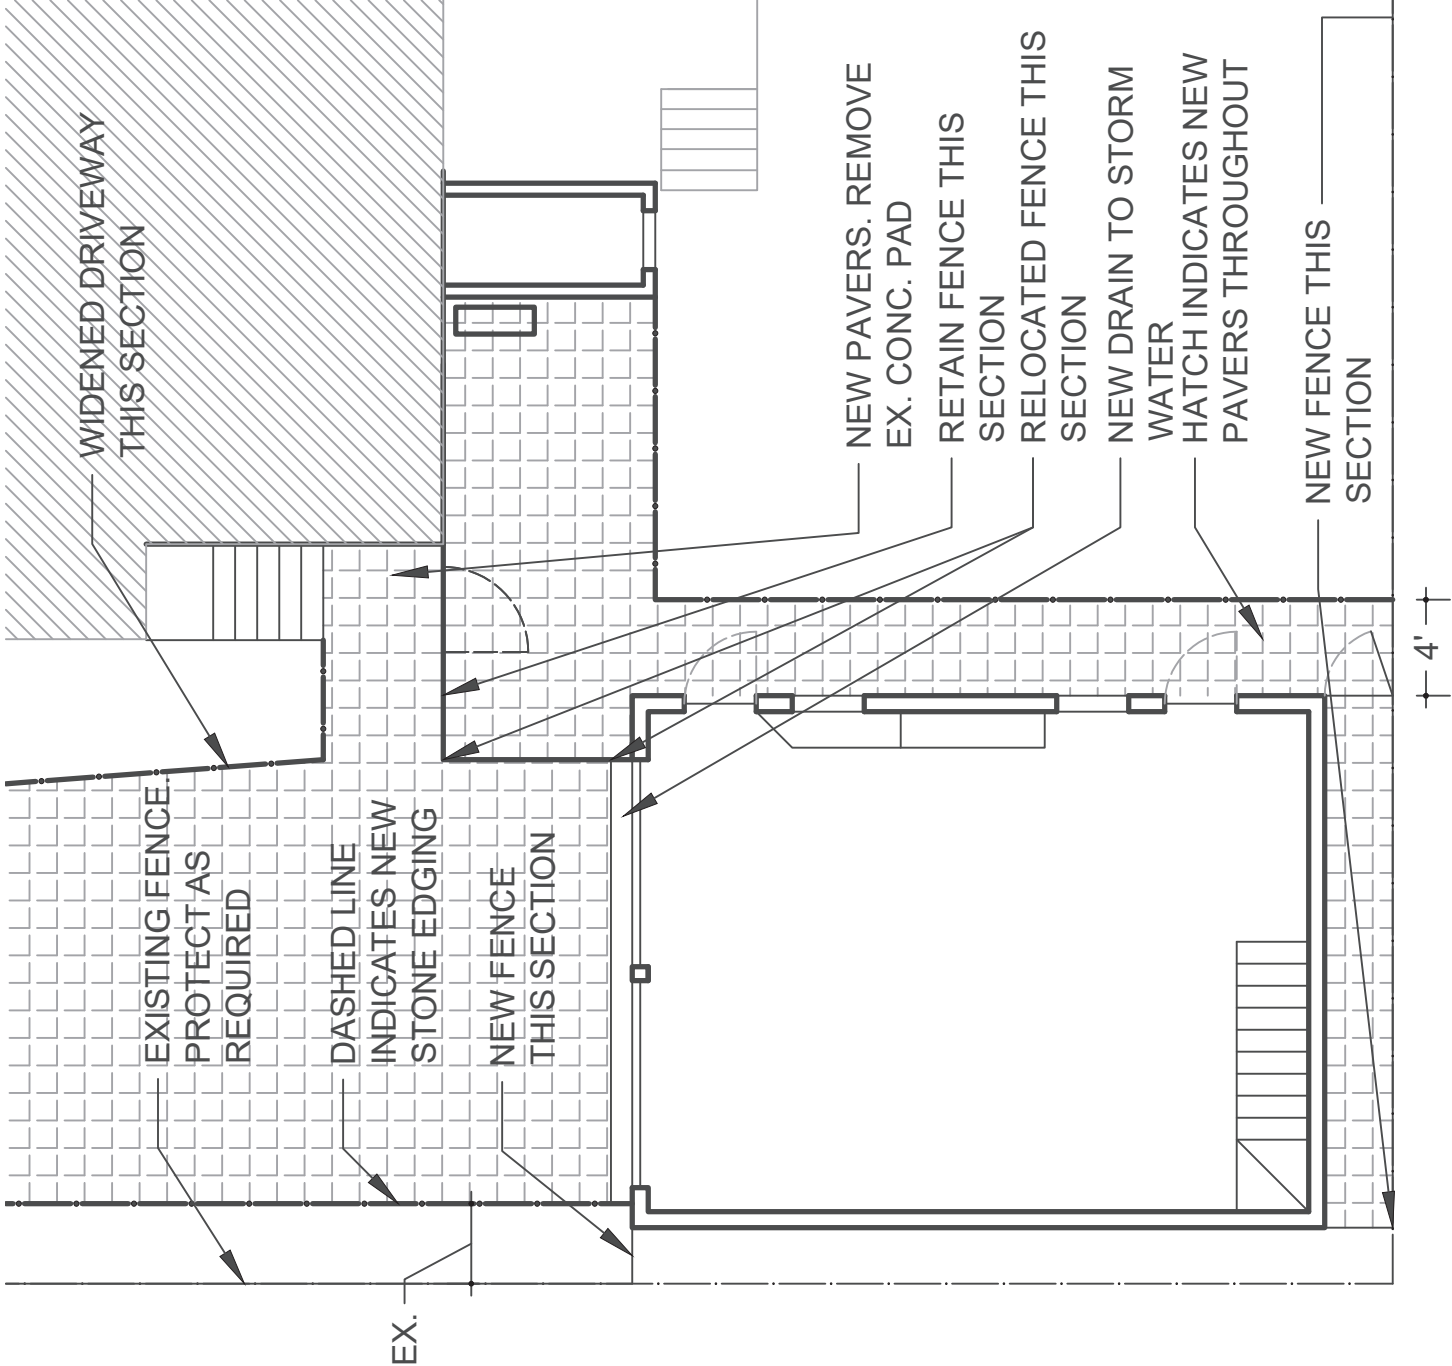 WIDENED DRIVEWAY
THIS SECTION
EXISTING FENCE.
PROTECT AS
REQUIRED
DASHED LINE
INDICATES NEW
STONE EDGING
NEW FENCE
THIS SECTION
EX.
NEW PAVERS. REMOVE
EX. CONC. PAD
RETAIN FENCE THIS
SECTION
RELOCATED FENCE THIS
SECTION
NEW DRAIN TO STORM
WATER
HATCH INDICATES NEW
PAVERS THROUGHOUT
NEW FENCE THIS
SECTION
4'